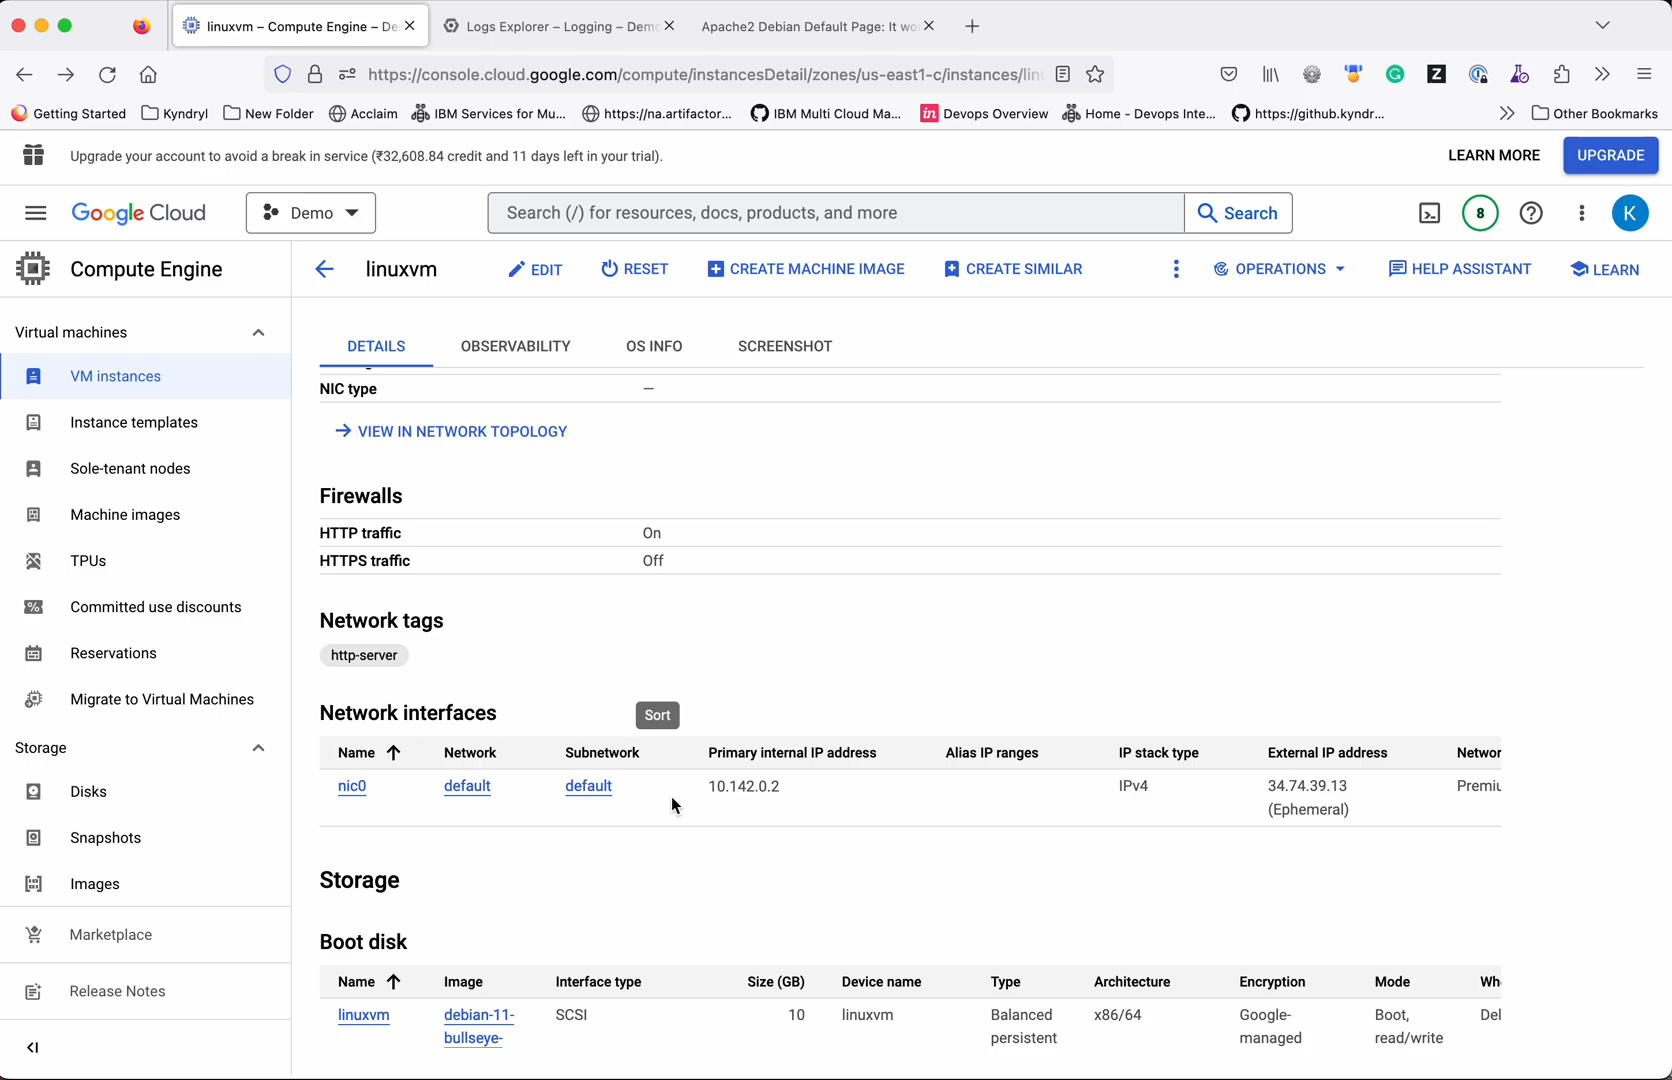 linuxvm – Compute Engine – De
Logs Explorer – Logging – Demo
Apache2 Debian Default Page: It wo
https://console.cloud.google.com/compute/instancesDetail/zones/us-east1-c/instances/lin
Getting Started
Kyndryl
New Folder
Acclaim
IBM Services for Mu...
https://na.artifactor...
IBM Multi Cloud Ma...
in
Devops Overview
Home - Devops Inte...
https://github.kyndr...
Other Bookmarks
Upgrade your account to avoid a break in service (₹32,608.84 credit and 11 days left in your trial).
LEARN MORE
UPGRADE
Google Cloud
Demo
Search (/) for resources, docs, products, and more
Search
8
K
Compute Engine
linuxvm
EDIT
RESET
CREATE MACHINE IMAGE
CREATE SIMILAR
OPERATIONS
HELP ASSISTANT
LEARN
Virtual machines
VM instances
Instance templates
Sole-tenant nodes
Machine images
TPUs
Committed use discounts
Reservations
Migrate to Virtual Machines
Storage
Disks
Snapshots
Images
Marketplace
Release Notes
DETAILS
OBSERVABILITY
OS INFO
SCREENSHOT
NIC type –
VIEW IN NETWORK TOPOLOGY
Firewalls
HTTP traffic On
HTTPS traffic Off
Network tags
http-server
Network interfaces
Sort
Name Network Subnetwork Primary internal IP address Alias IP ranges IP stack type External IP address Networ
nic0 default default 10.142.0.2 IPv4 34.74.39.13 Premiu
(Ephemeral)
Storage
Boot disk
Name Image Interface type Size (GB) Device name Type Architecture Encryption Mode Wh
linuxvm debian-11- SCSI 10 linuxvm Balanced x86/64 Google- Boot, Del
bullseye- persistent managed read/write